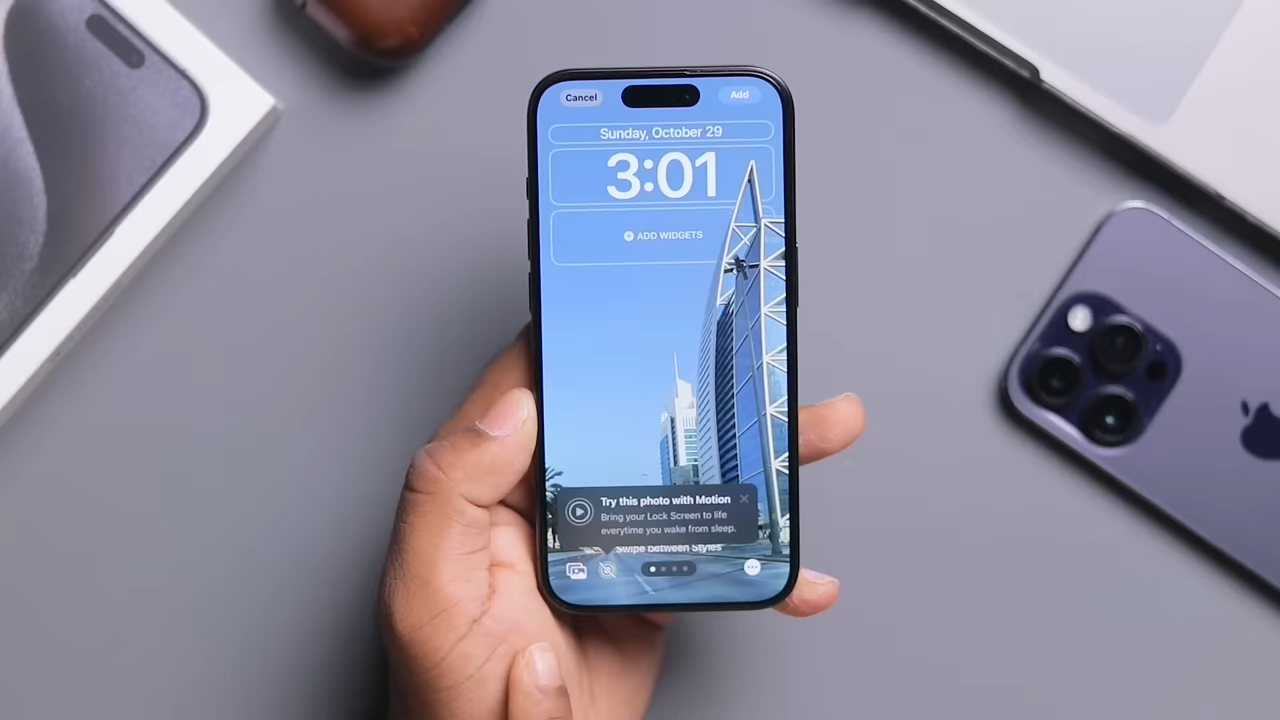 Cancel
Add
Sunday, October 29
3:01
ADD WIDGETS
Try this photo with Motion
Bring your Lock Screen to life
everytime you wake from sleep.
Swipe between Styles